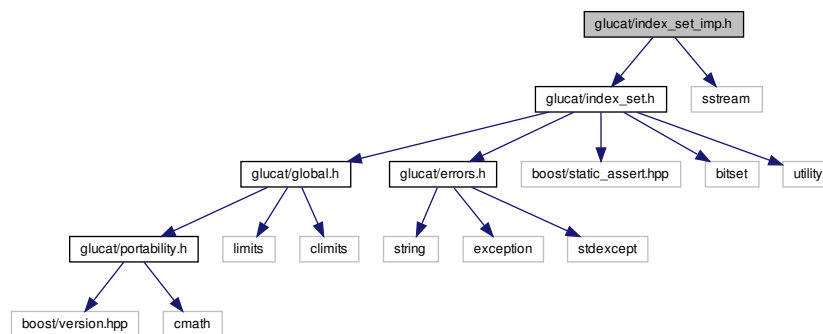 glucat/index_set_imp.h
glucat/index_set.h
sstream
glucat/global.h
glucat/errors.h
boost/static_assert.hpp
bitset
utility
glucat/portability.h
limits
climits
string
exception
stdexcept
boost/version.hpp
cmath